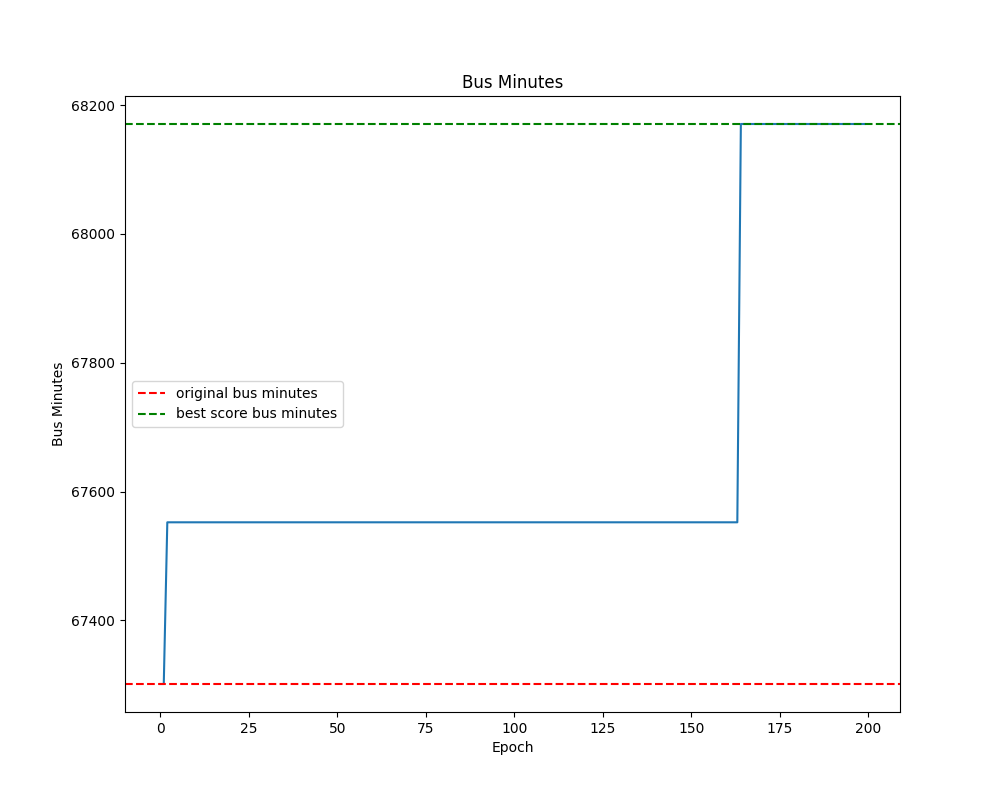 Bus Minutes
68200
68000
67800
67600
67400
Bus Minutes
original bus minutes
best score bus minutes
0 25 50 75 100 125 150 175 200
Epoch